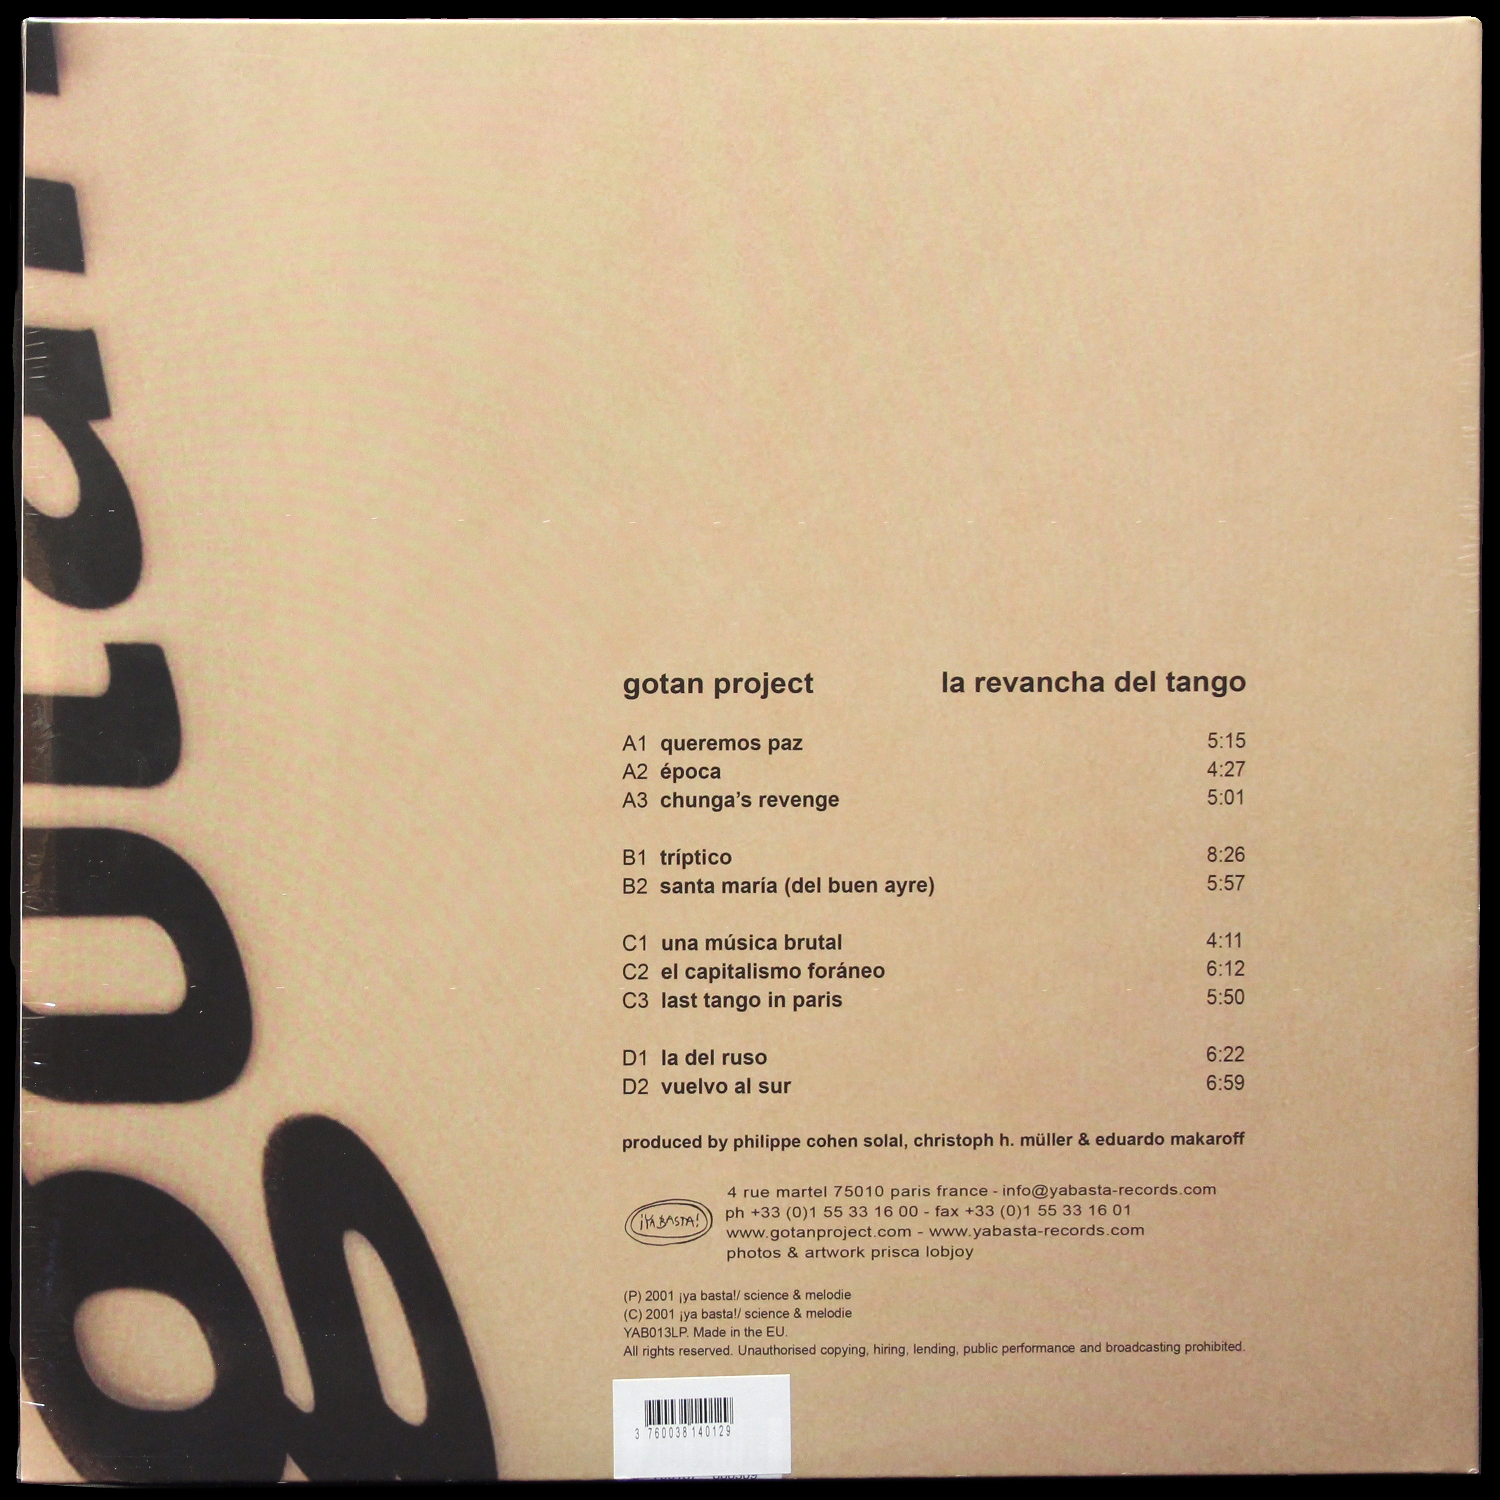 gotan
gotan project la revancha del tango
A1 queremos paz 5:15
A2 época 4:27
A3 chunga's revenge 5:01
B1 tríptico 8:26
B2 santa maría (del buen ayre) 5:57
C1 una música brutal 4:11
C2 el capitalismo foráneo 6:12
C3 last tango in paris 5:50
D1 la del ruso 6:22
D2 vuelvo al sur 6:59
produced by philippe cohen solal, christoph h. müller & eduardo makaroff
¡YA BASTA!
4 rue martel 75010 paris france - info@yabasta-records.com
ph +33 (0)1 55 33 16 00 - fax +33 (0)1 55 33 16 01
www.gotanproject.com - www.yabasta-records.com
photos & artwork prisca lobjoy
(P) 2001 ¡ya basta!/ science & melodie
(C) 2001 ¡ya basta!/ science & melodie
YAB013LP. Made in the EU.
All rights reserved. Unauthorised copying, hiring, lending, public performance and broadcasting prohibited.
3 760038 140129